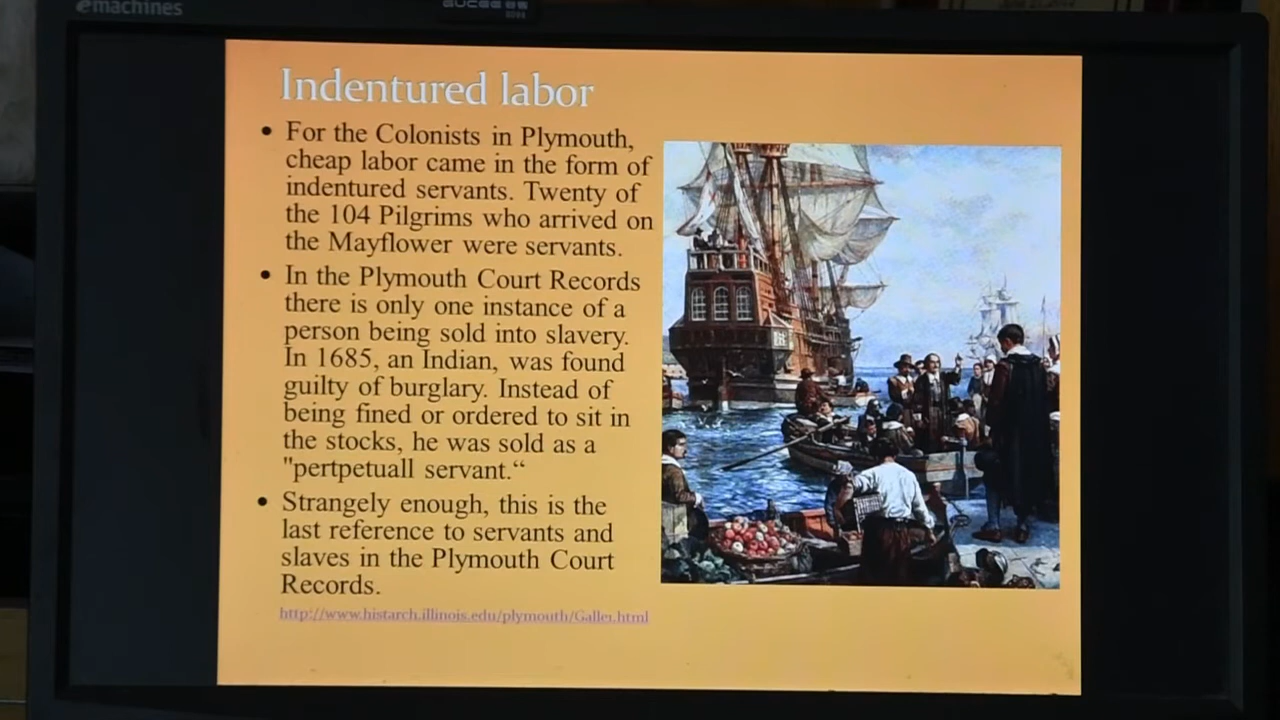 emachines
Indentured labor
• For the Colonists in Plymouth,
cheap labor came in the form of
indentured servants. Twenty of
the 104 Pilgrims who arrived on
the Mayflower were servants.
• In the Plymouth Court Records
there is only one instance of a
person being sold into slavery.
In 1685, an Indian, was found
guilty of burglary. Instead of
being fined or ordered to sit in
the stocks, he was sold as a
"pertpetuall servant.“
• Strangely enough, this is the
last reference to servants and
slaves in the Plymouth Court
Records.
http://www.histarch.illinois.edu/plymouth/Galle1.html